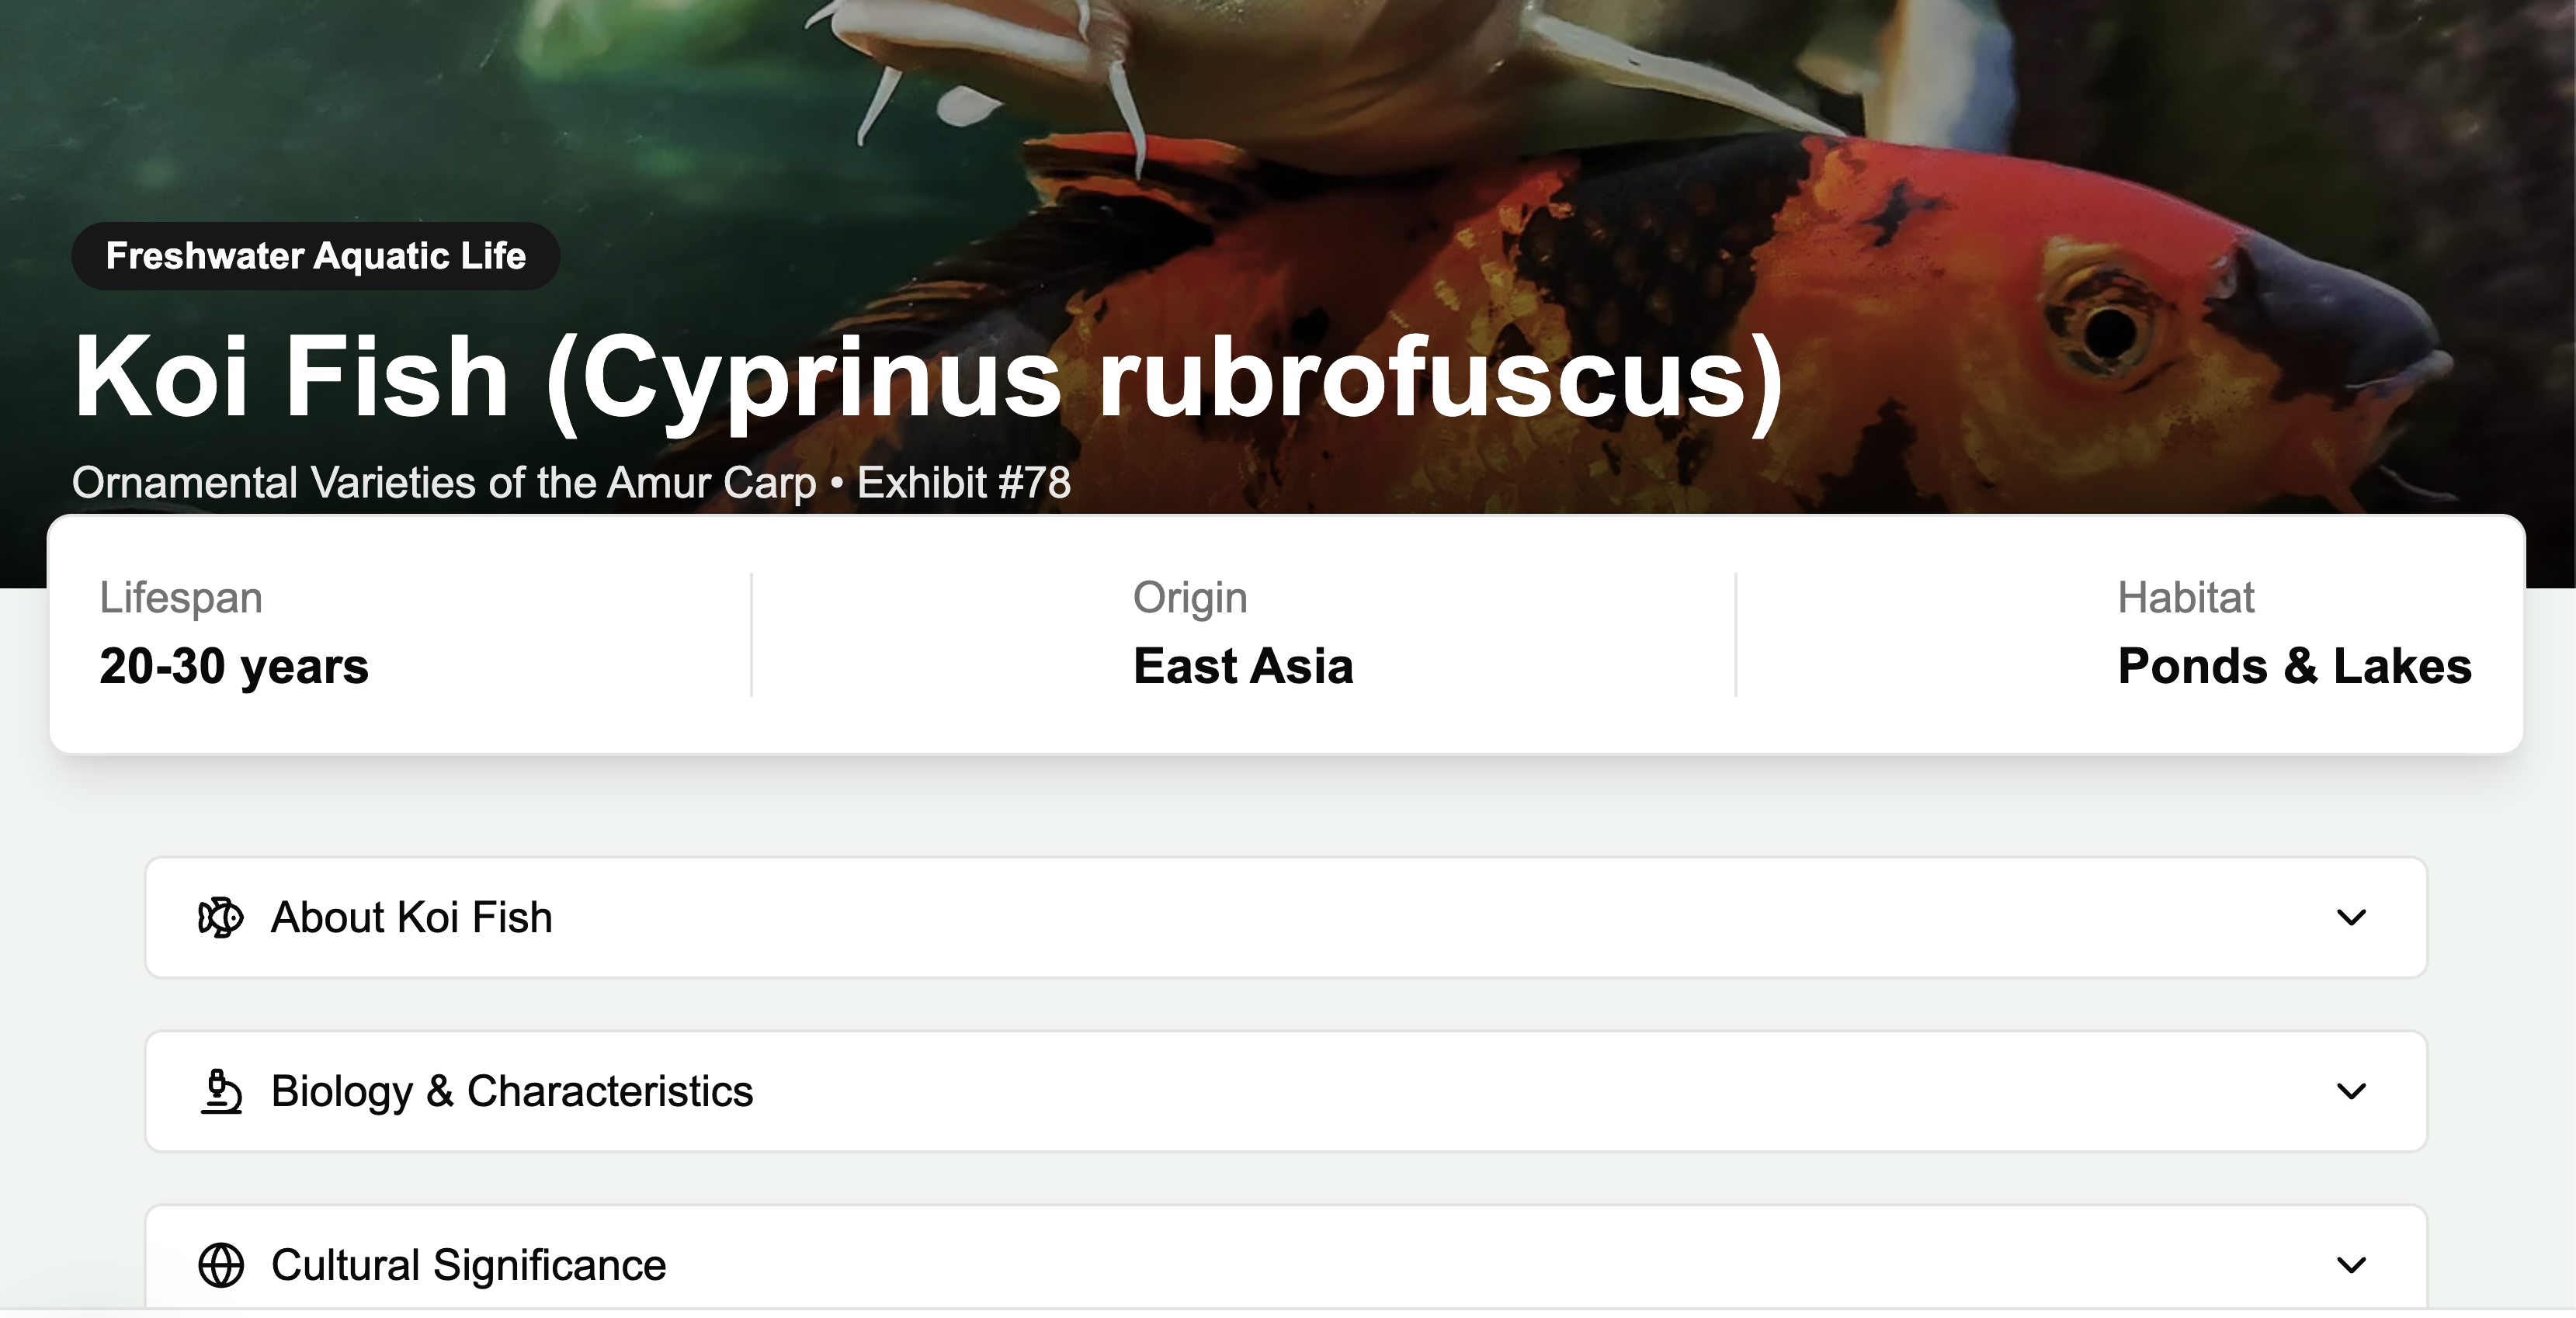 Freshwater Aquatic Life
Koi Fish (Cyprinus rubrofuscus)
Ornamental Varieties of the Amur Carp • Exhibit #78
Lifespan
20-30 years
Origin
East Asia
Habitat
Ponds & Lakes
About Koi Fish
Biology & Characteristics
Cultural Significance